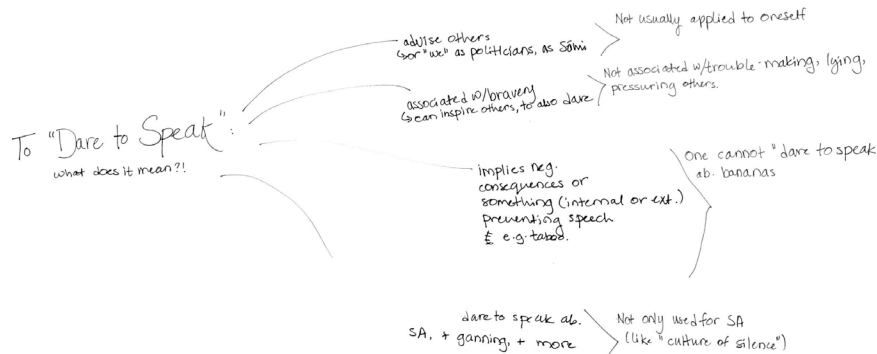 To "Dare to Speak":
what does it mean?!
advise others
↳or "we" as politicians, as Sámi
Not usually applied to oneself
associated w/bravery
↳can inspire others, to also dare
Not associated w/trouble-making, lying,
pressuring others.
implies neg.
consequences or
something (internal or ext.)
preventing speech
e.g. taboo.
One cannot "dare to speak
ab. bananas
dare to speak ab.
SA, + ganning, + more
Not only used for SA
(like "culture of silence")